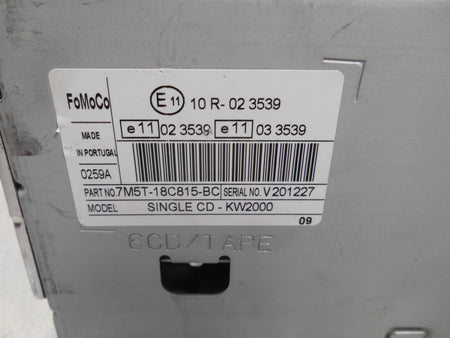 FoMoCo
E 11 10 R- 02 3539
e11 02 3539 e11 03 3539
MADE
IN PORTUGAL
0259A
PART NO. 7M5T-18C815-BC SERIAL NO. V201227
MODEL SINGLE CD - KW2000
09
6CD/TAPE